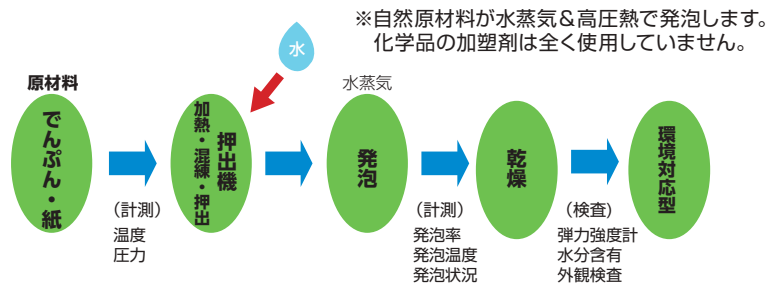 ※自然原材料が水蒸気＆高圧熱で発泡します。
化学品の加塑剤は全く使用していません。
水
原材料
でんぷん・紙
（計測）
温度
圧力
押出機
加熱・混練・押出
水蒸気
発泡
（計測）
発泡率
発泡温度
発泡状況
乾燥
（検査)
弾力強度計
水分含有
外観検査
環境対応型